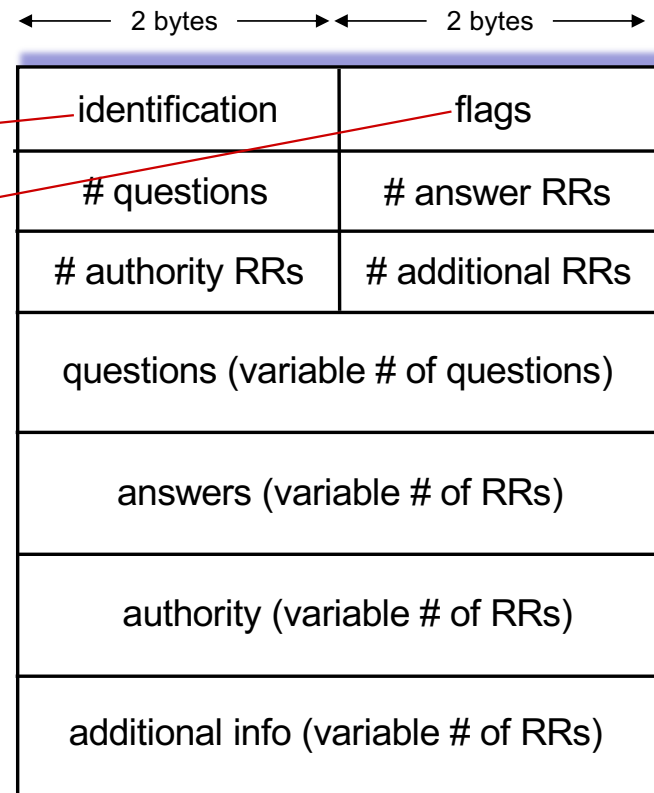 2 bytes 2 bytes
identification flags
# questions # answer RRs
# authority RRs # additional RRs
questions (variable # of questions)
answers (variable # of RRs)
authority (variable # of RRs)
additional info (variable # of RRs)